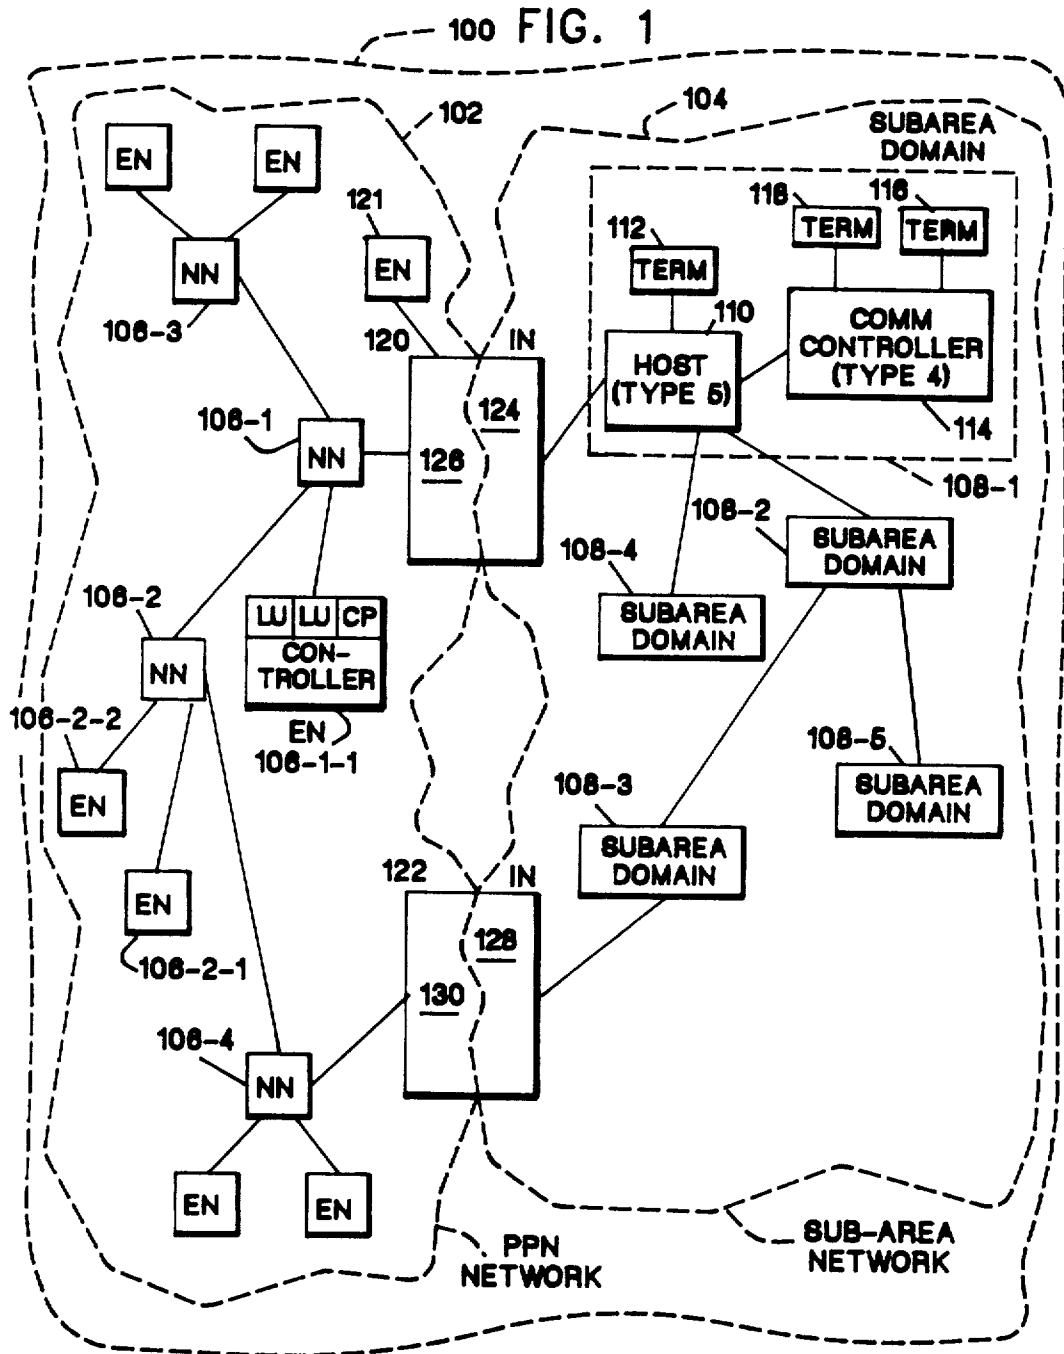 FIG. 1
100
102
104
SUBAREA
DOMAIN
EN
EN
121
EN
NN
106-3
112
TERM
118
TERM
116
TERM
110
HOST
(TYPE 5)
COMM
CONTROLLER
(TYPE 4)
114
108-1
120
IN
124
126
106-1
NN
108-2
SUBAREA
DOMAIN
108-4
SUBAREA
DOMAIN
106-2
NN
LU
LU
CP
CON-
TROLLER
EN
106-1-1
106-2-2
EN
108-5
SUBAREA
DOMAIN
108-3
SUBAREA
DOMAIN
EN
106-2-1
122
IN
128
130
106-4
NN
EN
EN
PPN
NETWORK
SUB-AREA
NETWORK